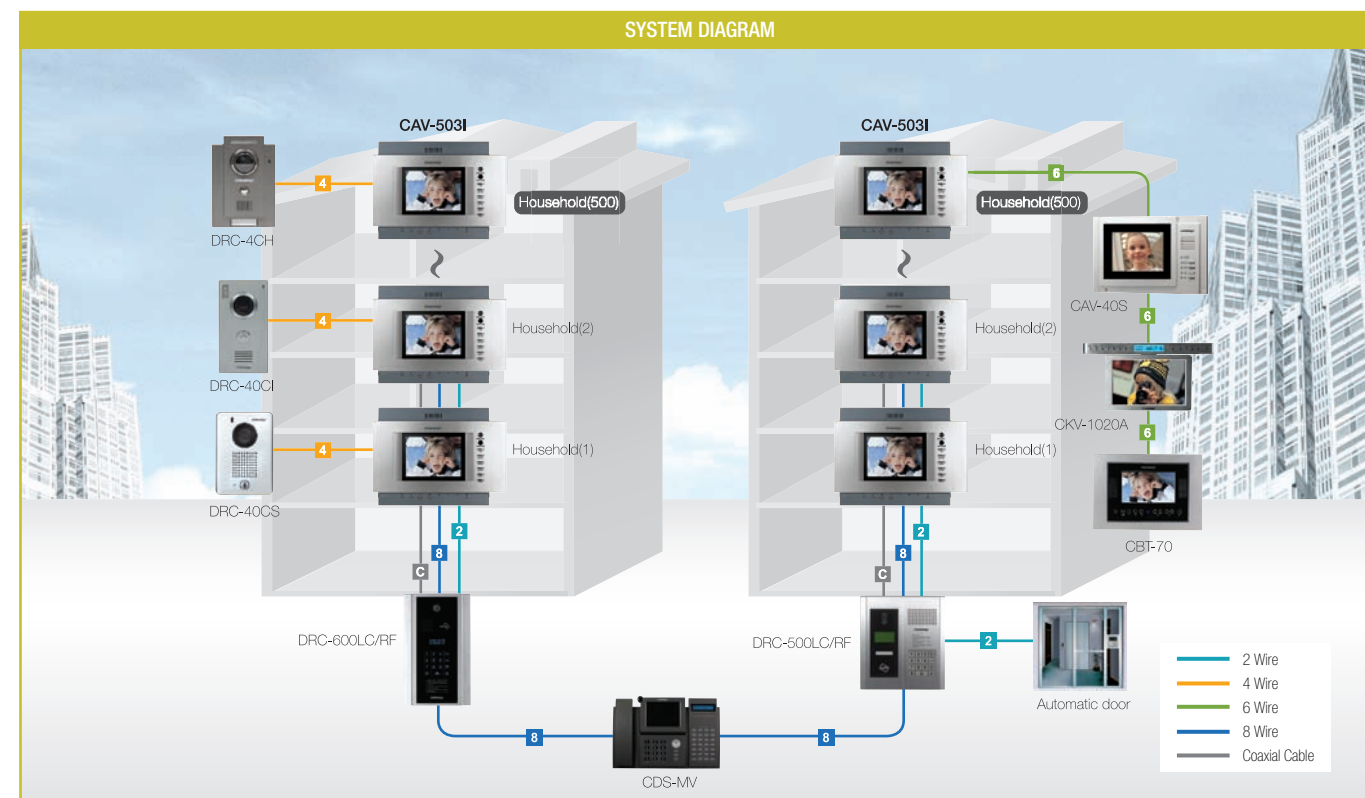 SYSTEM DIAGRAM
CAV-503I
CAV-503I
4
6
Household(500)
Household(500)
DRC-4CH
CAV-40S
4
Household(2)
Household(2)
6
DRC-40CI
CKV-1020A
4
Household(1)
Household(1)
6
DRC-40CS
2
2
CBT-70
8
8
C
C
DRC-600LC/RF
DRC-500LC/RF
2
Automatic door
8
8
CDS-MV
2 Wire
4 Wire
6 Wire
8 Wire
Coaxial Cable